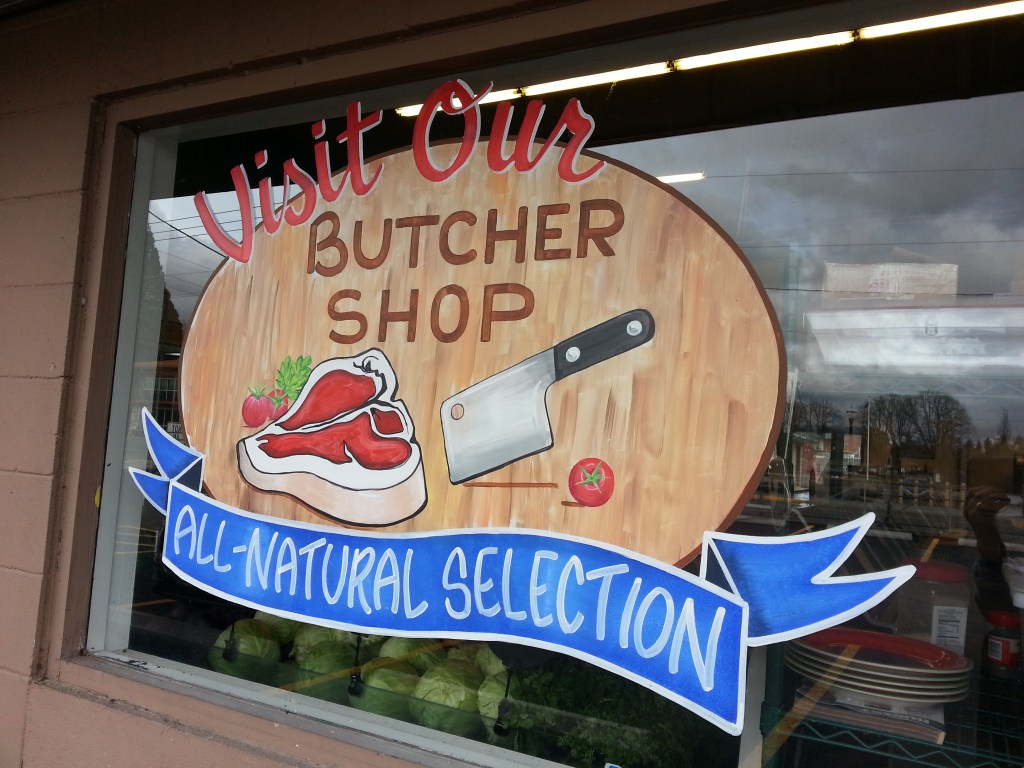 Visit Our
BUTCHER
SHOP
ALL-NATURAL SELECTION